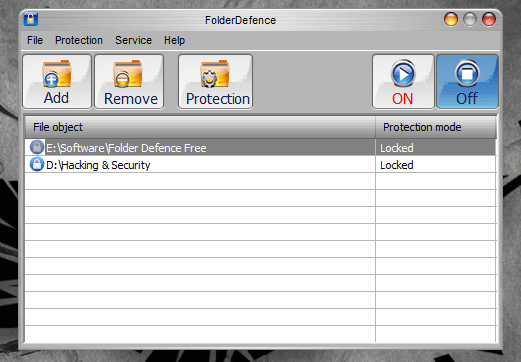 FolderDefence
File Protection Service Help
Add Remove Protection ON Off
File object Protection mode
E:\Software\Folder Defence Free Locked
D:\Hacking & Security Locked